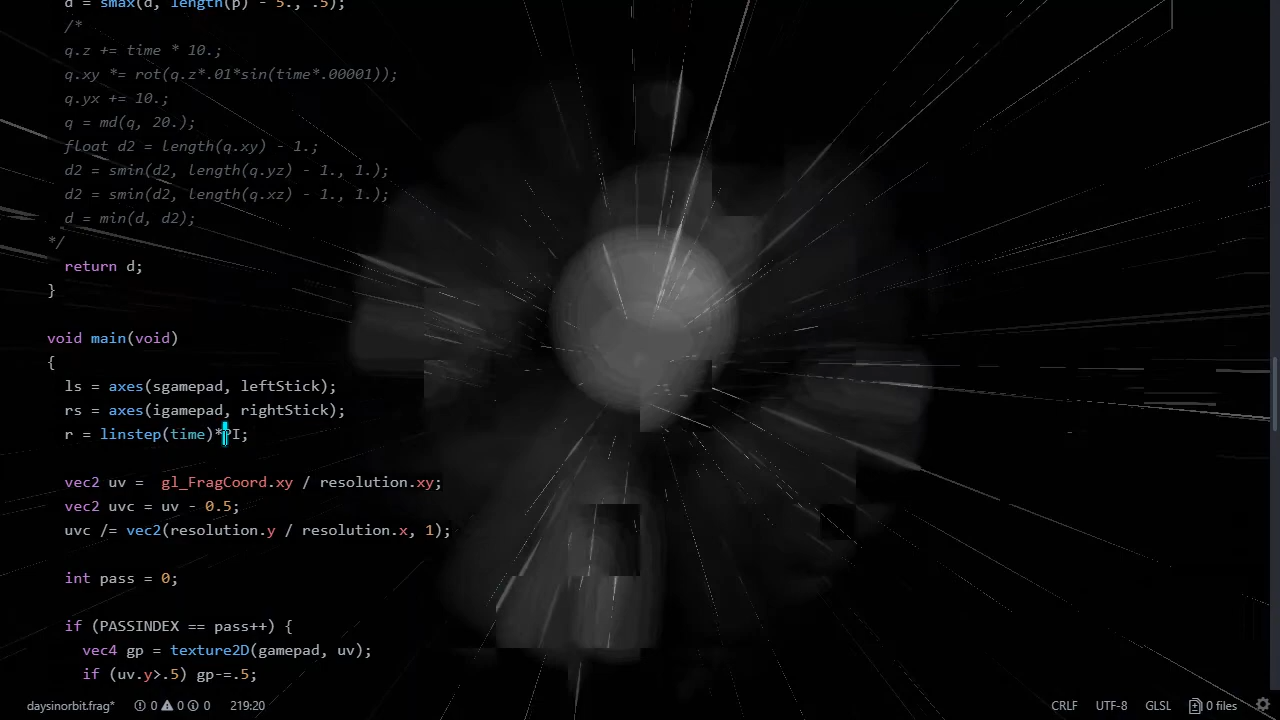 d = smax(d, length(p) - 5., .5);
/*
q.z += time * 10.;
q.xy *= rot(q.z*.01*sin(time*.00001));
q.yx += 10.;
q = md(q, 20.);
float d2 = length(q.xy) - 1.;
d2 = smin(d2, length(q.yz) - 1., 1.);
d2 = smin(d2, length(q.xz) - 1., 1.);
d = min(d, d2);
*/
return d;
}
void main(void)
{
ls = axes(sgamepad, leftStick);
rs = axes(igamepad, rightStick);
r = linstep(time)*PI;
vec2 uv =  gl_FragCoord.xy / resolution.xy;
vec2 uvc = uv - 0.5;
uvc /= vec2(resolution.y / resolution.x, 1);
int pass = 0;
if (PASSINDEX == pass++) {
vec4 gp = texture2D(gamepad, uv);
if (uv.y>.5) gp-=.5;
daysinorbit.frag* 0 0 0 219:20 CRLF UTF-8 GLSL 0 files